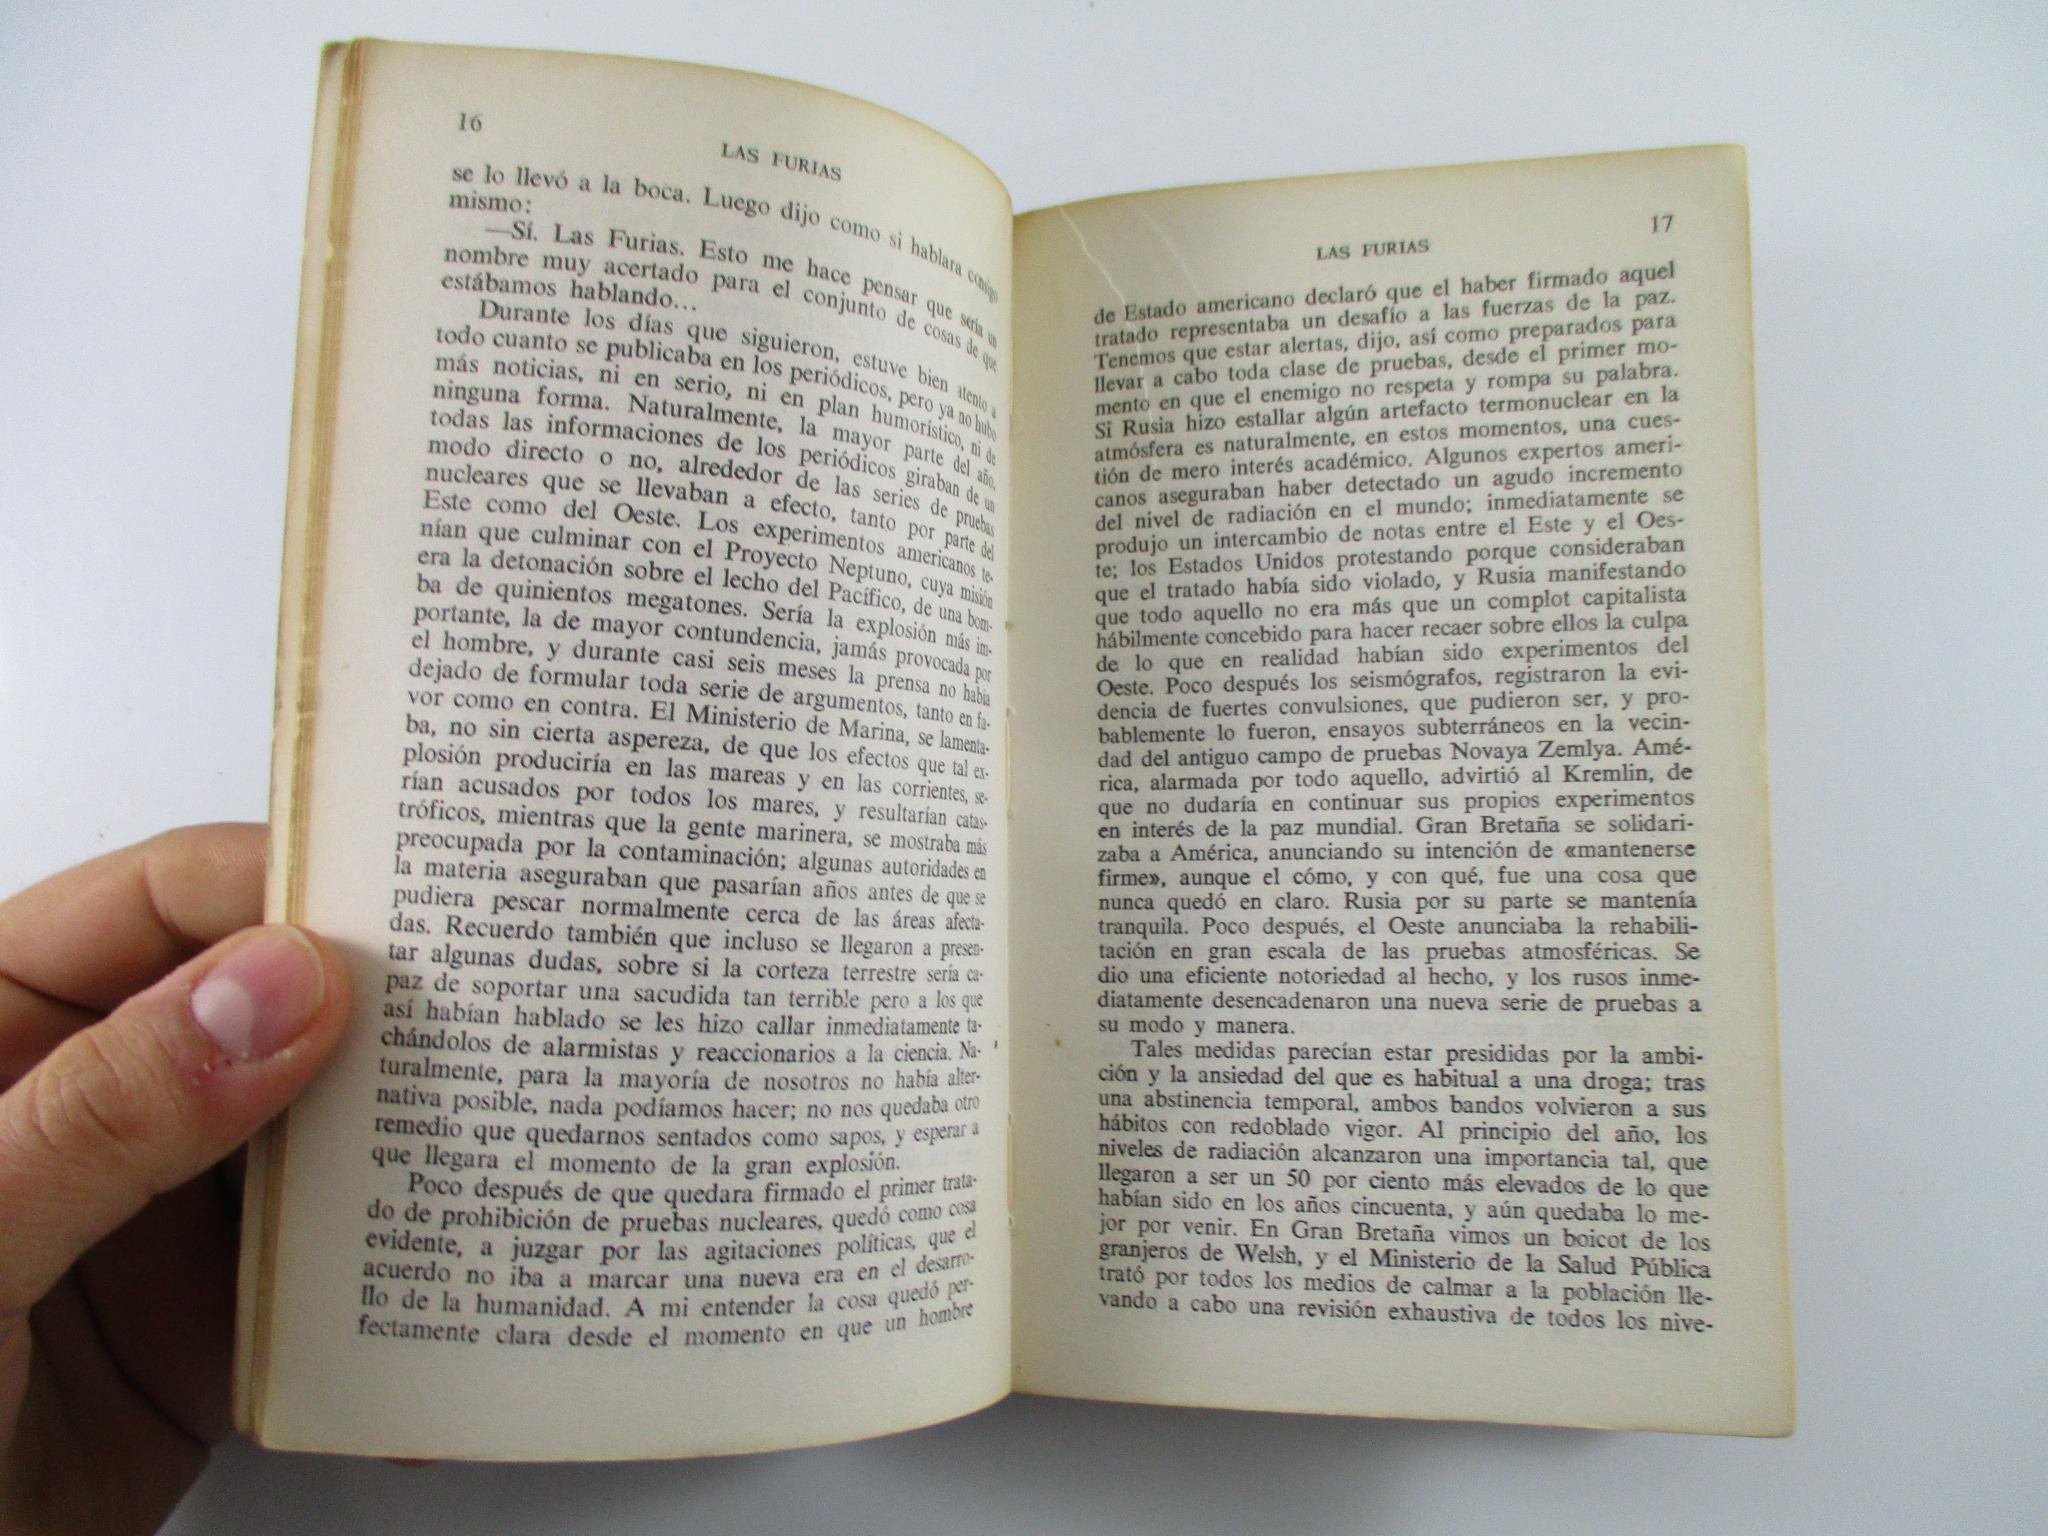 16
LAS FURIAS
se lo llevó a la boca. Luego dijo como si hablara consigo
mismo:
—Sí. Las Furias. Esto me hace pensar que sería un
nombre muy acertado para el conjunto de cosas de que
estábamos hablando...
Durante los días que siguieron, estuve bien atento a
todo cuanto se publicaba en los periódicos, pero ya no hubo
más noticias, ni en serio, ni en plan humorístico, ni de
ninguna forma. Naturalmente, la mayor parte del año,
todas las informaciones de los periódicos giraban de un
modo directo o no, alrededor de las series de pruebas
nucleares que se llevaban a efecto, tanto por parte del
Este como del Oeste. Los experimentos americanos te-
nían que culminar con el Proyecto Neptuno, cuya misión
era la detonación sobre el lecho del Pacífico, de una bom-
ba de quinientos megatones. Sería la explosión más im-
portante, la de mayor contundencia, jamás provocada por
el hombre, y durante casi seis meses la prensa no había
dejado de formular toda serie de argumentos, tanto en fa-
vor como en contra. El Ministerio de Marina, se lamenta-
ba, no sin cierta aspereza, de que los efectos que tal ex-
plosión produciría en las mareas y en las corrientes, se-
rían acusados por todos los mares, y resultarían catas-
tróficos, mientras que la gente marinera, se mostraba más
preocupada por la contaminación; algunas autoridades en
la materia aseguraban que pasarían años antes de que se
pudiera pescar normalmente cerca de las áreas afecta-
das. Recuerdo también que incluso se llegaron a presen-
tar algunas dudas, sobre si la corteza terrestre sería ca-
paz de soportar una sacudida tan terrible pero a los que
así habían hablado se les hizo callar inmediatamente ta-
chándolos de alarmistas y reaccionarios a la ciencia. Na-
turalmente, para la mayoría de nosotros no había alter-
nativa posible, nada podíamos hacer; no nos quedaba otro
remedio que quedarnos sentados como sapos, y esperar a
que llegara el momento de la gran explosión.
Poco después de que quedara firmado el primer trata-
do de prohibición de pruebas nucleares, quedó como cosa
evidente, a juzgar por las agitaciones políticas, que el
acuerdo no iba a marcar una nueva era en el desarro-
llo de la humanidad. A mi entender la cosa quedó per-
fectamente clara desde el momento en que un hombre
17
LAS FURIAS
de Estado americano declaró que el haber firmado aquel
tratado representaba un desafío a las fuerzas de la paz.
Tenemos que estar alertas, dijo, así como preparados para
llevar a cabo toda clase de pruebas, desde el primer mo-
mento en que el enemigo no respeta y rompa su palabra.
Si Rusia hizo estallar algún artefacto termonuclear en la
atmósfera es naturalmente, en estos momentos, una cues-
tión de mero interés académico. Algunos expertos ameri-
canos aseguraban haber detectado un agudo incremento
del nivel de radiación en el mundo; inmediatamente se
produjo un intercambio de notas entre el Este y el Oes-
te; los Estados Unidos protestando porque consideraban
que el tratado había sido violado, y Rusia manifestando
que todo aquello no era más que un complot capitalista
hábilmente concebido para hacer recaer sobre ellos la culpa
de lo que en realidad habían sido experimentos del
Oeste. Poco después los seismógrafos, registraron la evi-
dencia de fuertes convulsiones, que pudieron ser, y pro-
bablemente lo fueron, ensayos subterráneos en la vecin-
dad del antiguo campo de pruebas Novaya Zemlya. Amé-
rica, alarmada por todo aquello, advirtió al Kremlin, de
que no dudaría en continuar sus propios experimentos
en interés de la paz mundial. Gran Bretaña se solidari-
zaba a América, anunciando su intención de «mantenerse
firme», aunque el cómo, y con qué, fue una cosa que
nunca quedó en claro. Rusia por su parte se mantenía
tranquila. Poco después, el Oeste anunciaba la rehabili-
tación en gran escala de las pruebas atmosféricas. Se
dio una eficiente notoriedad al hecho, y los rusos inme-
diatamente desencadenaron una nueva serie de pruebas a
su modo y manera.
Tales medidas parecían estar presididas por la ambi-
ción y la ansiedad del que es habitual a una droga; tras
una abstinencia temporal, ambos bandos volvieron a sus
hábitos con redoblado vigor. Al principio del año, los
niveles de radiación alcanzaron una importancia tal, que
llegaron a ser un 50 por ciento más elevados de lo que
habían sido en los años cincuenta, y aún quedaba lo me-
jor por venir. En Gran Bretaña vimos un boicot de los
granjeros de Welsh, y el Ministerio de la Salud Pública
trató por todos los medios de calmar a la población lle-
vando a cabo una revisión exhaustiva de todos los nive-